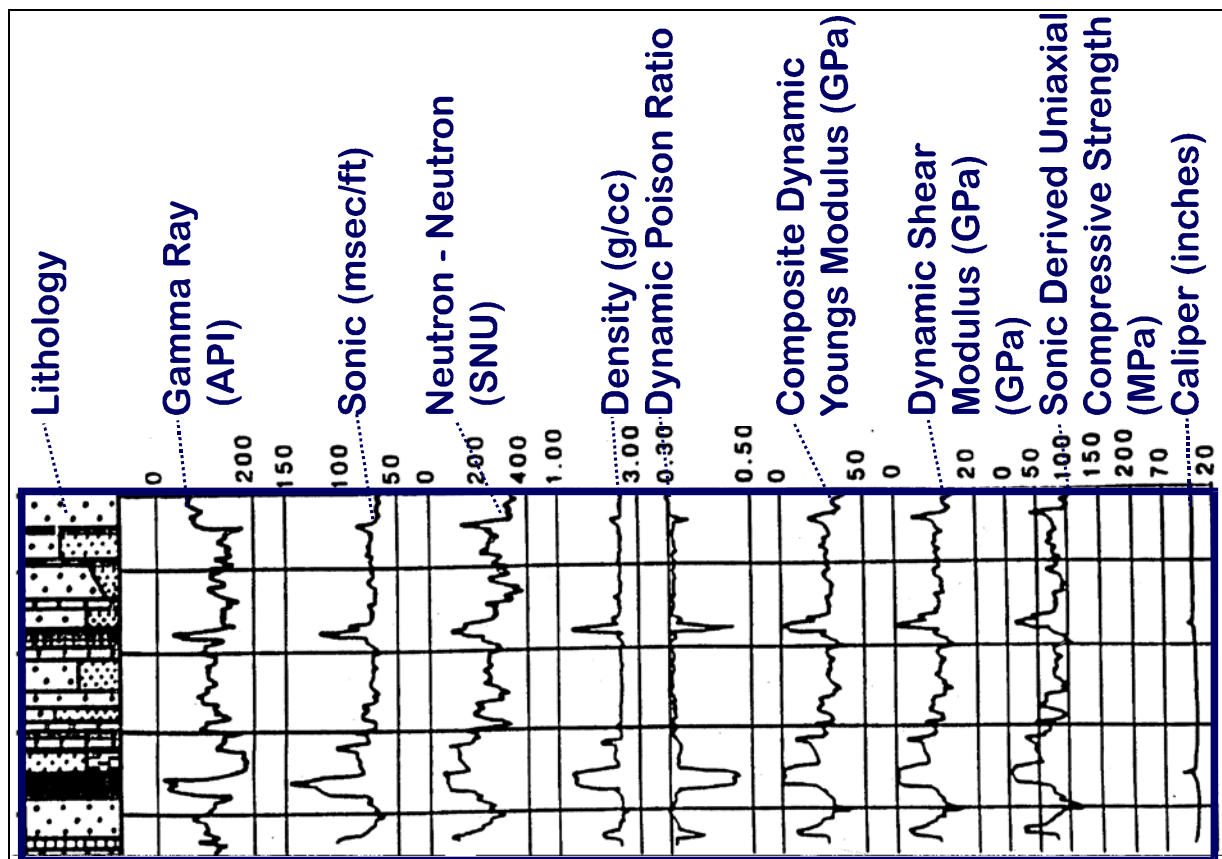 Lithology
Gamma Ray
(API)
Sonic (msec/ft)
Neutron - Neutron
(SNU)
Density (g/cc)
Dynamic Poison Ratio
Composite Dynamic
Youngs Modulus (GPa)
Dynamic Shear
Modulus (GPa)
(GPa)
Sonic Derived Uniaxial
Compressive Strength
(MPa)
Caliper (inches)
0
200
150
100
50
0
200
400
1.00
3.00
0.30
0.50
0
50
0
20
0
50
100
150
200
70
20